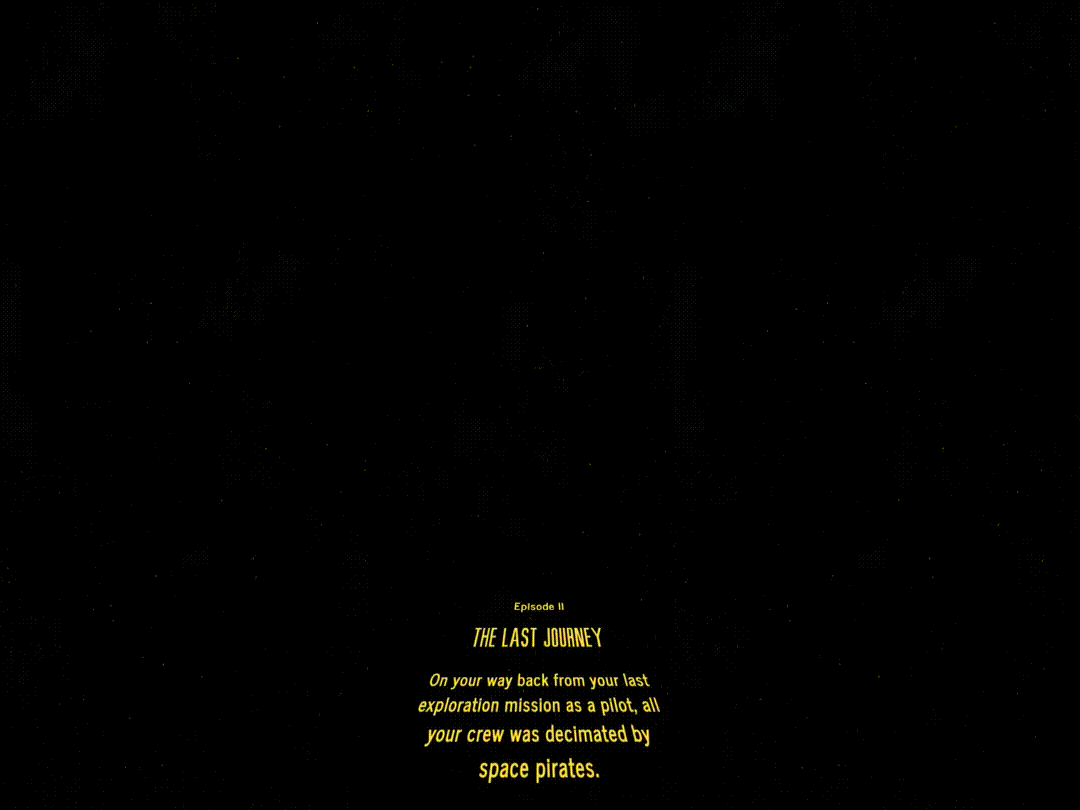 Episode II
THE LAST JOURNEY
On your way back from your last
exploration mission as a pilot, all
your crew was decimated by
space pirates.